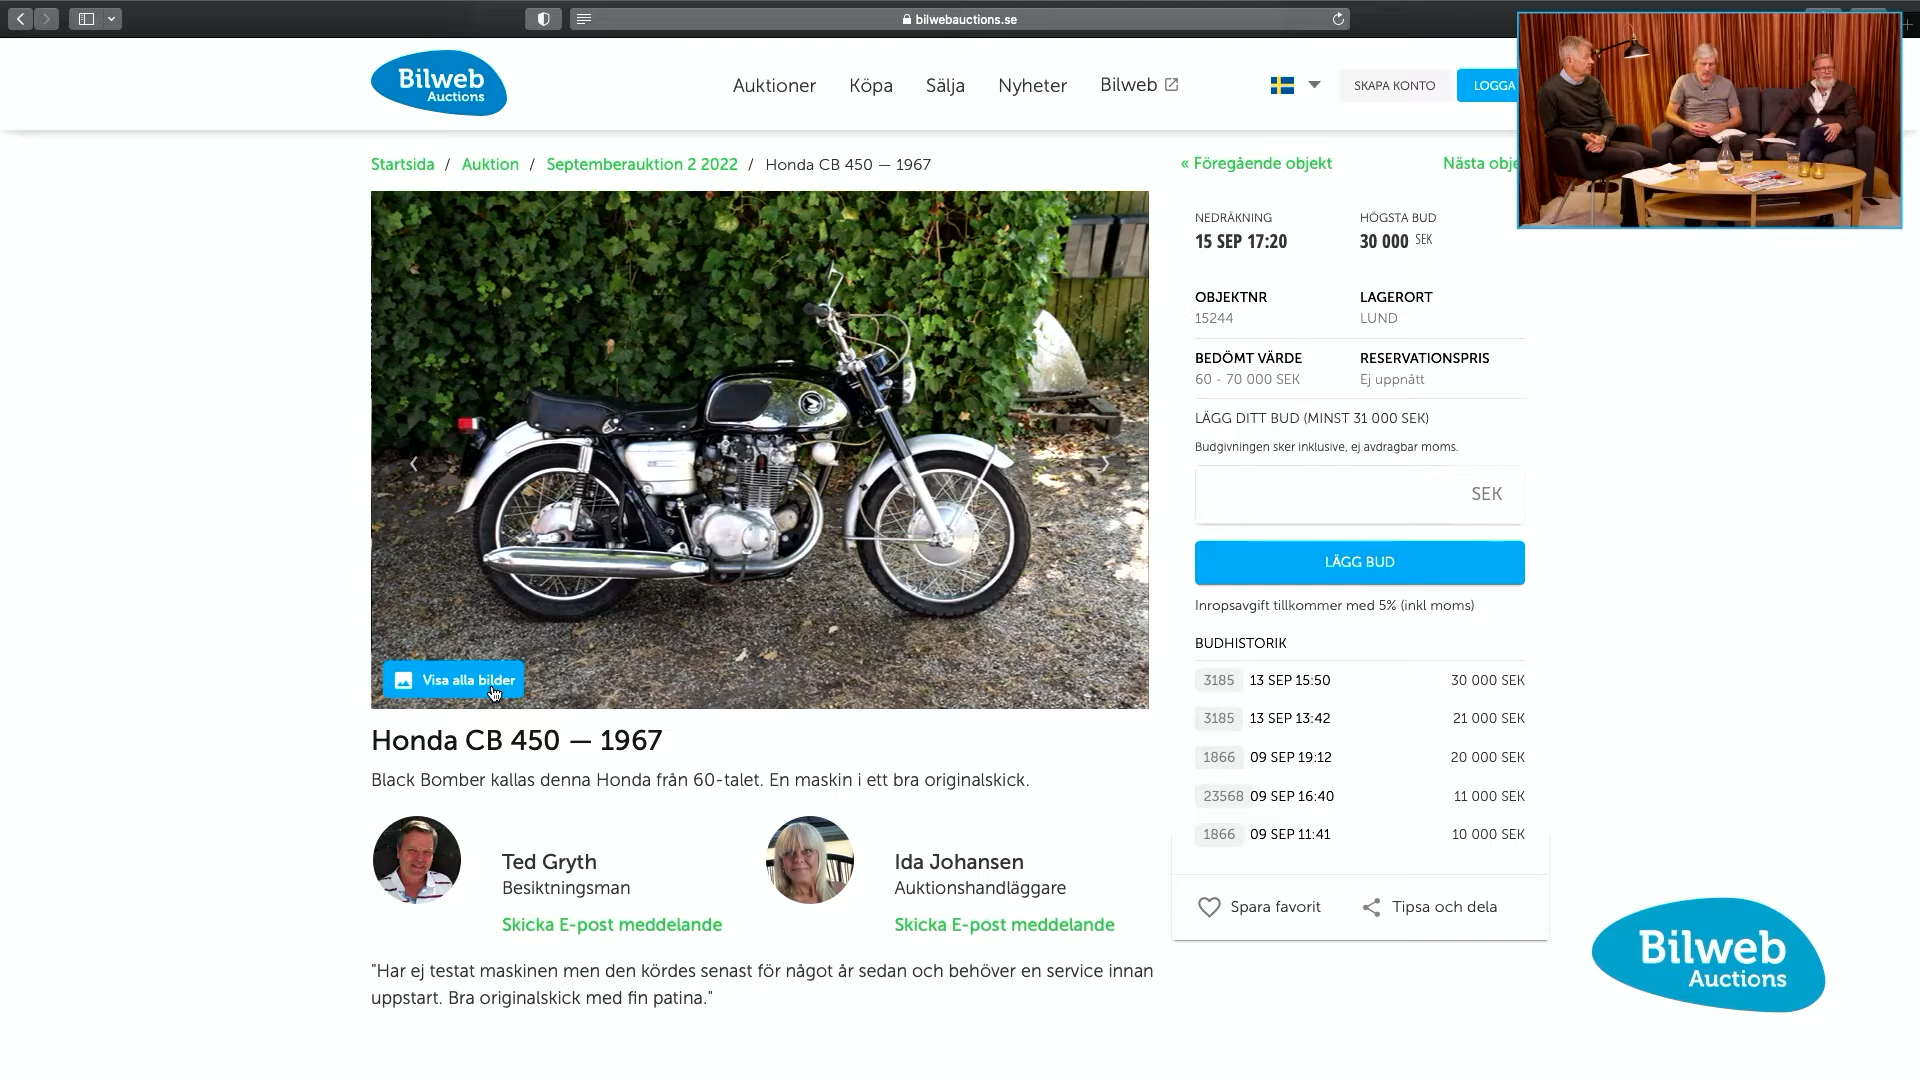 bilwebauctions.se
Bilweb
Auctions
Auktioner
Köpa
Sälja
Nyheter
Bilweb
SKAPA KONTO
LOGGA
Startsida / Auktion / Septemberauktion 2 2022 / Honda CB 450 — 1967
« Föregående objekt
Nästa obje
NEDRÄKNING
15 SEP 17:20
HÖGSTA BUD
30 000 SEK
OBJEKTNR
15244
LAGERORT
LUND
BEDÖMT VÄRDE
60 - 70 000 SEK
RESERVATIONSPRIS
Ej uppnått
LÄGG DITT BUD (MINST 31 000 SEK)
Budgivningen sker inklusive, ej avdragbar moms.
SEK
LÄGG BUD
Inropsavgift tillkommer med 5% (inkl moms)
BUDHISTORIK
3185 13 SEP 15:50 30 000 SEK
3185 13 SEP 13:42 21 000 SEK
1866 09 SEP 19:12 20 000 SEK
23568 09 SEP 16:40 11 000 SEK
1866 09 SEP 11:41 10 000 SEK
Spara favorit
Tipsa och dela
Visa alla bilder
Honda CB 450 — 1967
Black Bomber kallas denna Honda från 60-talet. En maskin i ett bra originalskick.
Ted Gryth
Besiktningsman
Skicka E-post meddelande
Ida Johansen
Auktionshandläggare
Skicka E-post meddelande
"Har ej testat maskinen men den kördes senast för något år sedan och behöver en service innan
uppstart. Bra originalskick med fin patina."
Bilweb
Auctions